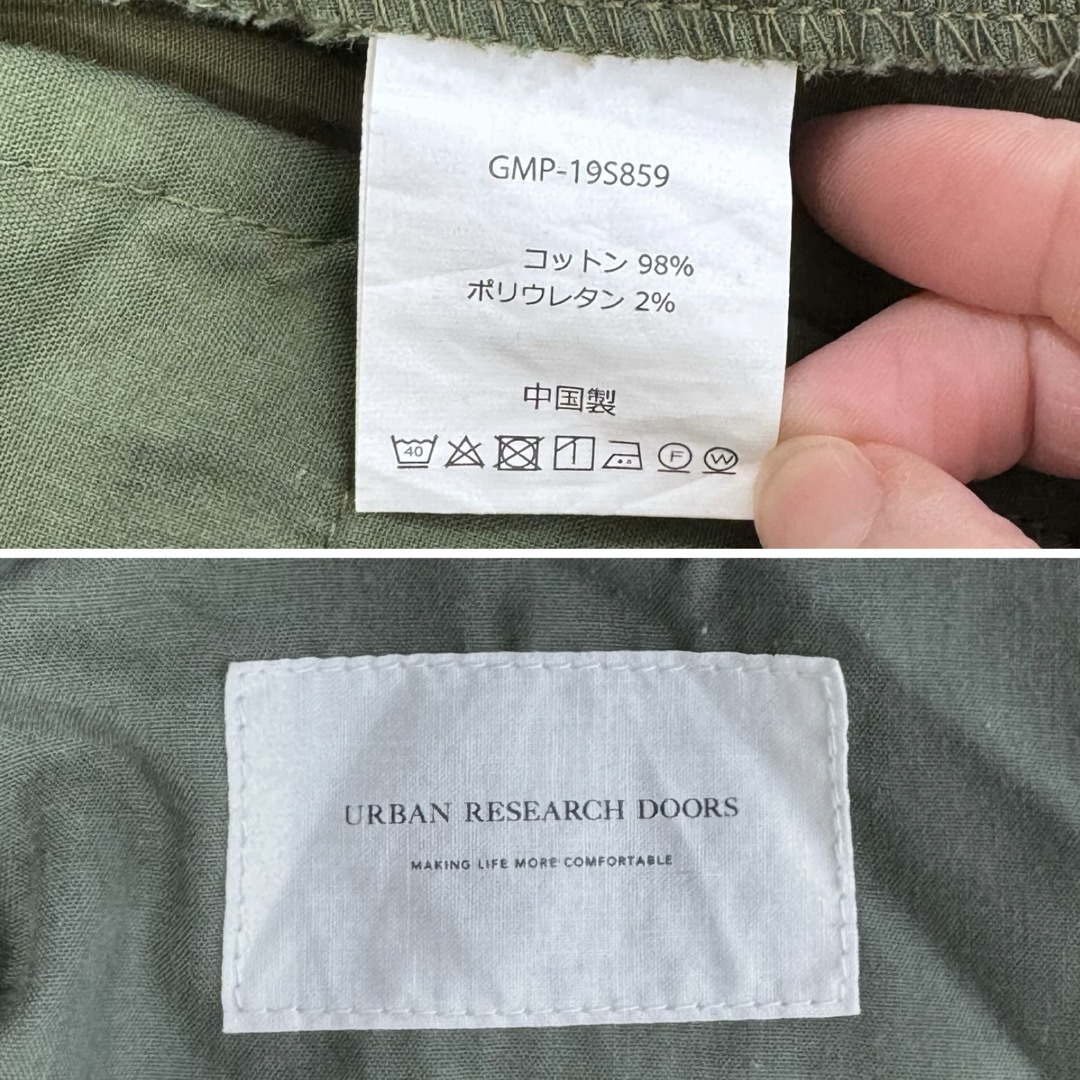 GMP-19S859
コットン 98%
ポリウレタン 2%
中国製
40 F W
URBAN RESEARCH DOORS
MAKING LIFE MORE COMFORTABLE